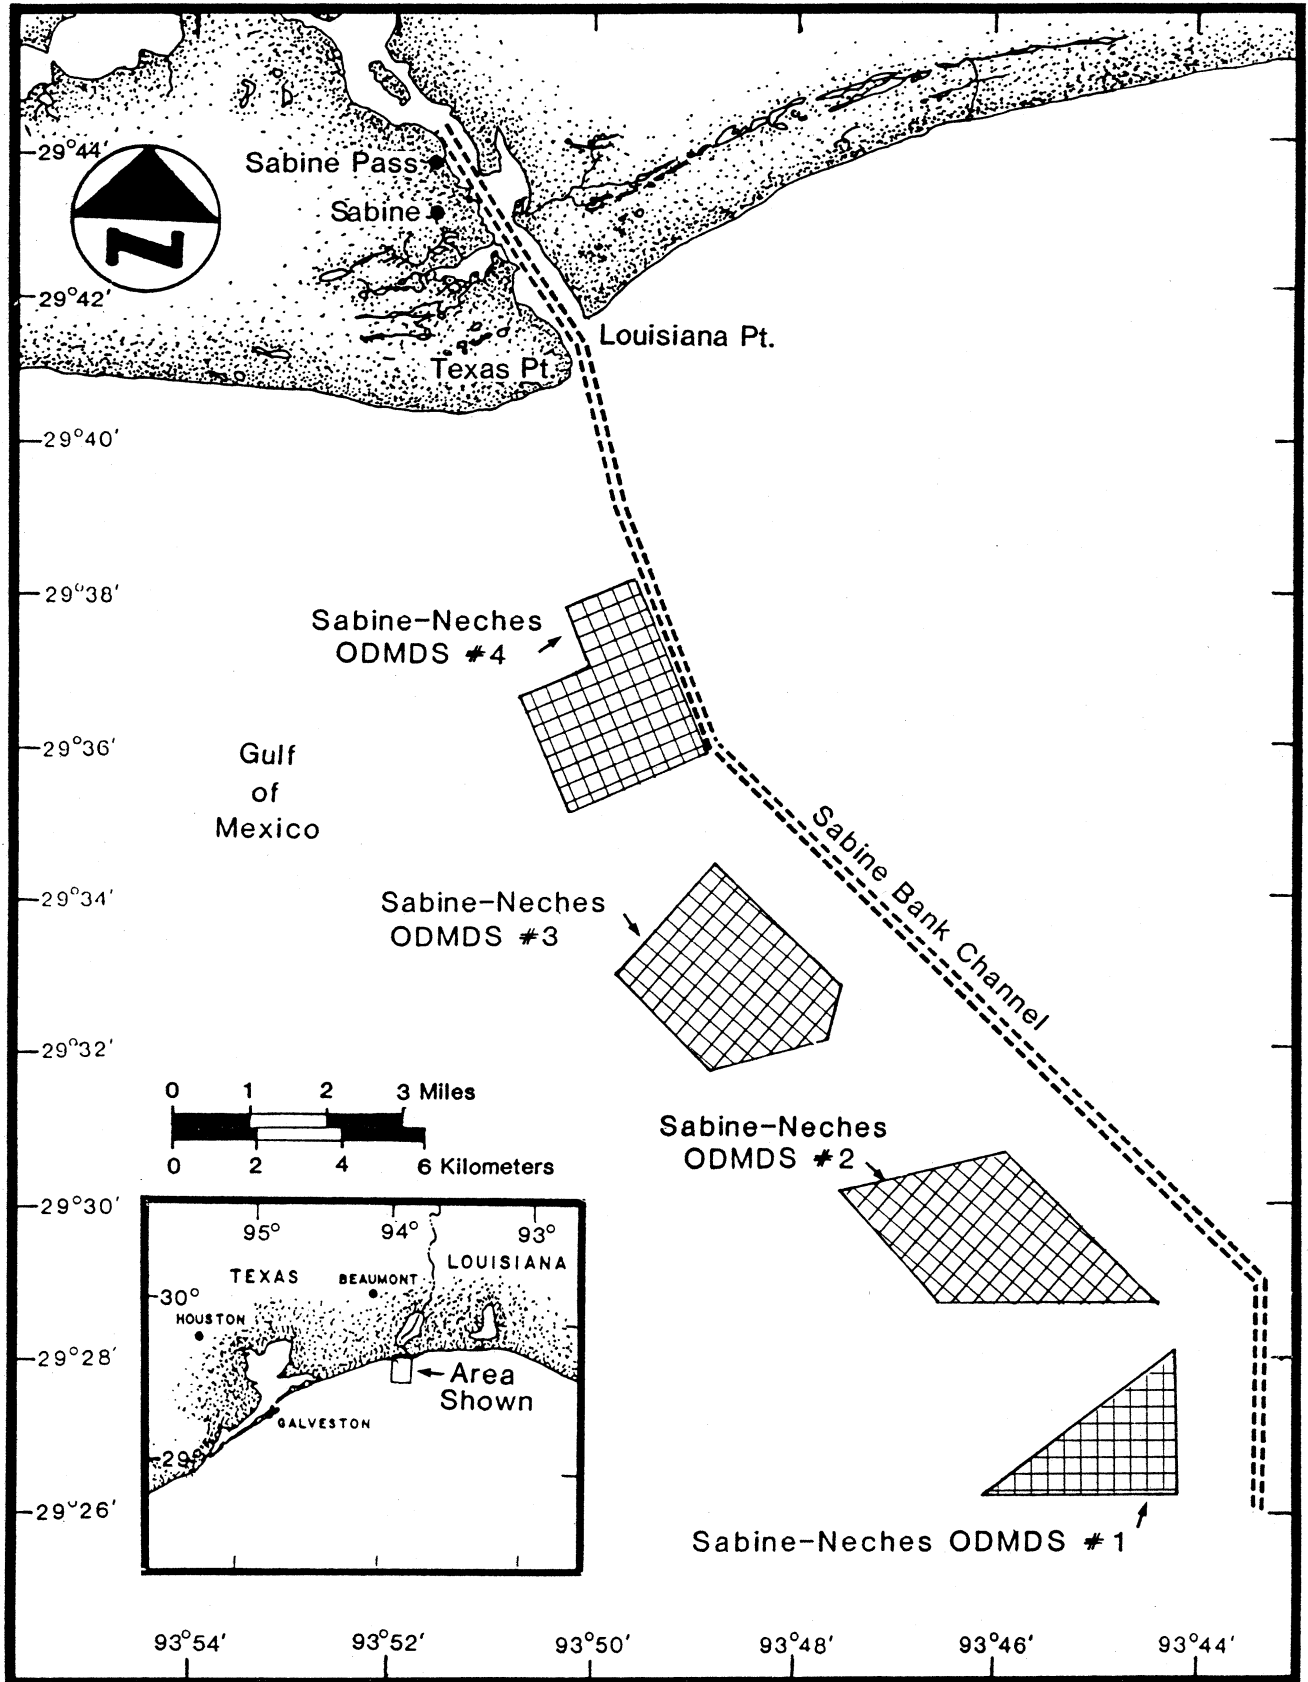 29°44'
Sabine Pass
Sabine
N
29°42'
Louisiana Pt.
Texas Pt.
29°40'
29°38'
Sabine-Neches
ODMDS #4
29°36'
Gulf
of
Mexico
Sabine Bank Channel
29°34'
Sabine-Neches
ODMDS #3
29°32'
0 1 2 3 Miles
0 2 4 6 Kilometers
Sabine-Neches
ODMDS #2
29°30'
95° 94° 93°
TEXAS
BEAUMONT
LOUISIANA
30°
HOUSTON
29°28'
Area
Shown
GALVESTON
29°
29°26'
Sabine-Neches ODMDS #1
93°54' 93°52' 93°50' 93°48' 93°46' 93°44'